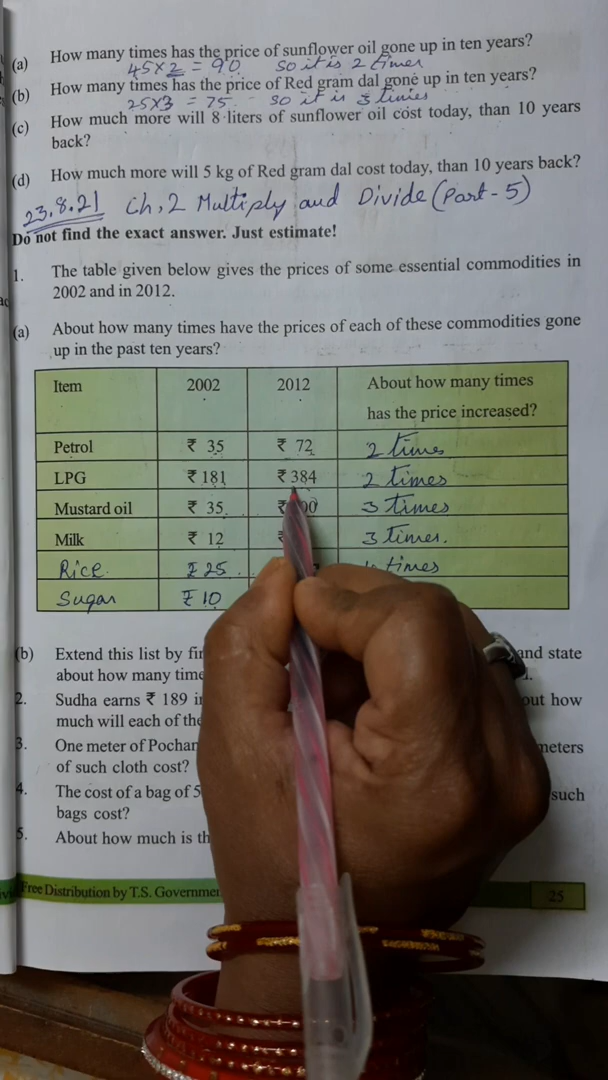 (a) How many times has the price of sunflower oil gone up in ten years?
45×2 = 90 so it is 2 times
(b) How many times has the price of Red gram dal gone up in ten years?
25×3 = 75 so it is 3 times
(c) How much more will 8 liters of sunflower oil cost today, than 10 years
back?
(d) How much more will 5 kg of Red gram dal cost today, than 10 years back?
23.8.21 Ch, 2 Multiply and Divide (Part-5)
Do not find the exact answer. Just estimate!
1. The table given below gives the prices of some essential commodities in
2002 and in 2012.
(a) About how many times have the prices of each of these commodities gone
up in the past ten years?
Item 2002 2012 About how many times
has the price increased?
Petrol ₹ 35 ₹ 72 2 times
LPG ₹ 181 ₹ 384 2 times
Mustard oil ₹ 35 ₹ 3 times
Milk ₹ 12 3 times.
Rice ₹ 25 times
Sugar ₹ 10
(b) Extend this list by and state
about how many
2. Sudha earns ₹ 189 how
much will each of
3. One meter of meters
of such cloth cost?
4. The cost of a bag of such
bags cost?
5. About how much is
Free Distribution by T.S. 25